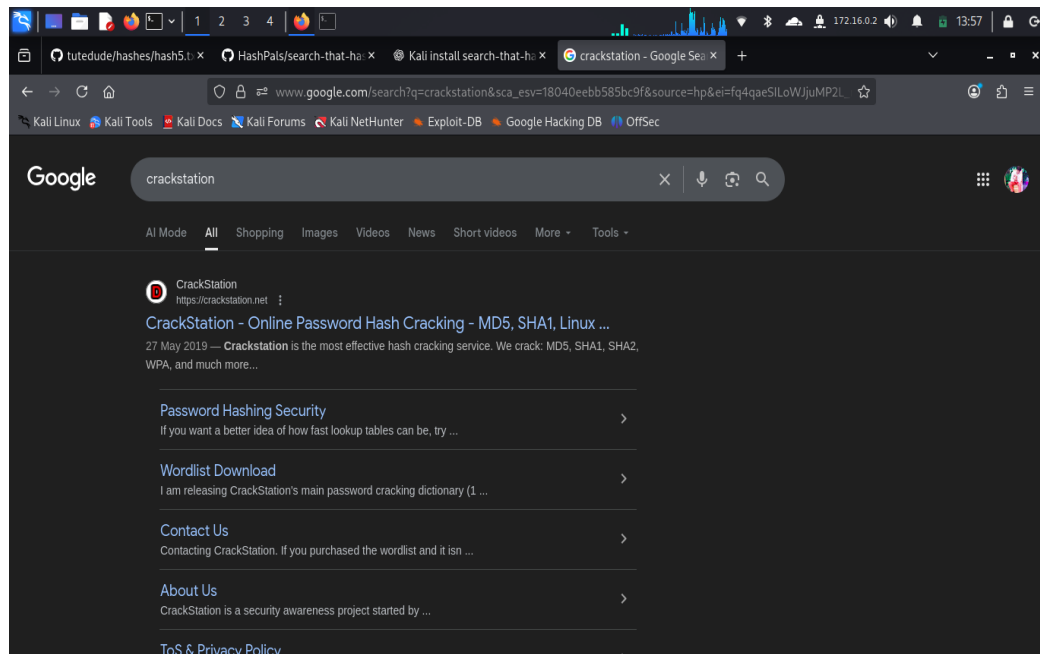 1 2 3 4 172.16.0.2 13:57
tutedude/hashes/hash5.t HashPals/search-that-has Kali install search-that-ha crackstation - Google Sea
www.google.com/search?q=crackstation&sca_esv=18040eebb585bc9f&source=hp&ei=fq4qaeSILoWJjuMP2L
Kali Linux Kali Tools Kali Docs Kali Forums Kali NetHunter Exploit-DB Google Hacking DB OffSec
Google crackstation
AI Mode All Shopping Images Videos News Short videos More Tools
CrackStation
https://crackstation.net
CrackStation - Online Password Hash Cracking - MD5, SHA1, Linux ...
27 May 2019 — Crackstation is the most effective hash cracking service. We crack: MD5, SHA1, SHA2,
WPA, and much more...
Password Hashing Security
If you want a better idea of how fast lookup tables can be, try ...
Wordlist Download
I am releasing CrackStation's main password cracking dictionary (1 ...
Contact Us
Contacting CrackStation. If you purchased the wordlist and it isn ...
About Us
CrackStation is a security awareness project started by ...
ToS & Privacy Policy